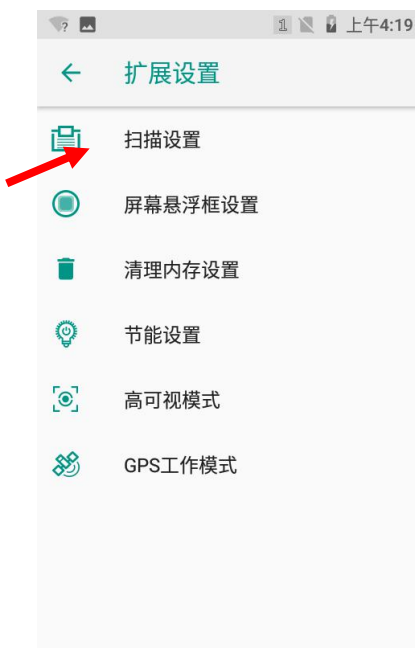 1 上午4:19
扩展设置
扫描设置
屏幕悬浮框设置
清理内存设置
节能设置
高可视模式
GPS工作模式